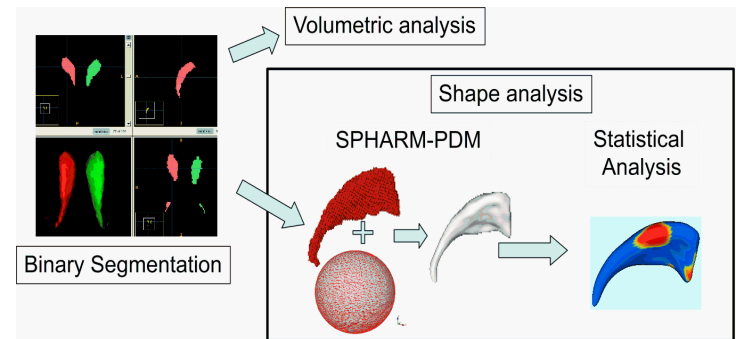 Volumetric analysis
Shape analysis
SPHARM-PDM
Statistical
Analysis
Binary Segmentation